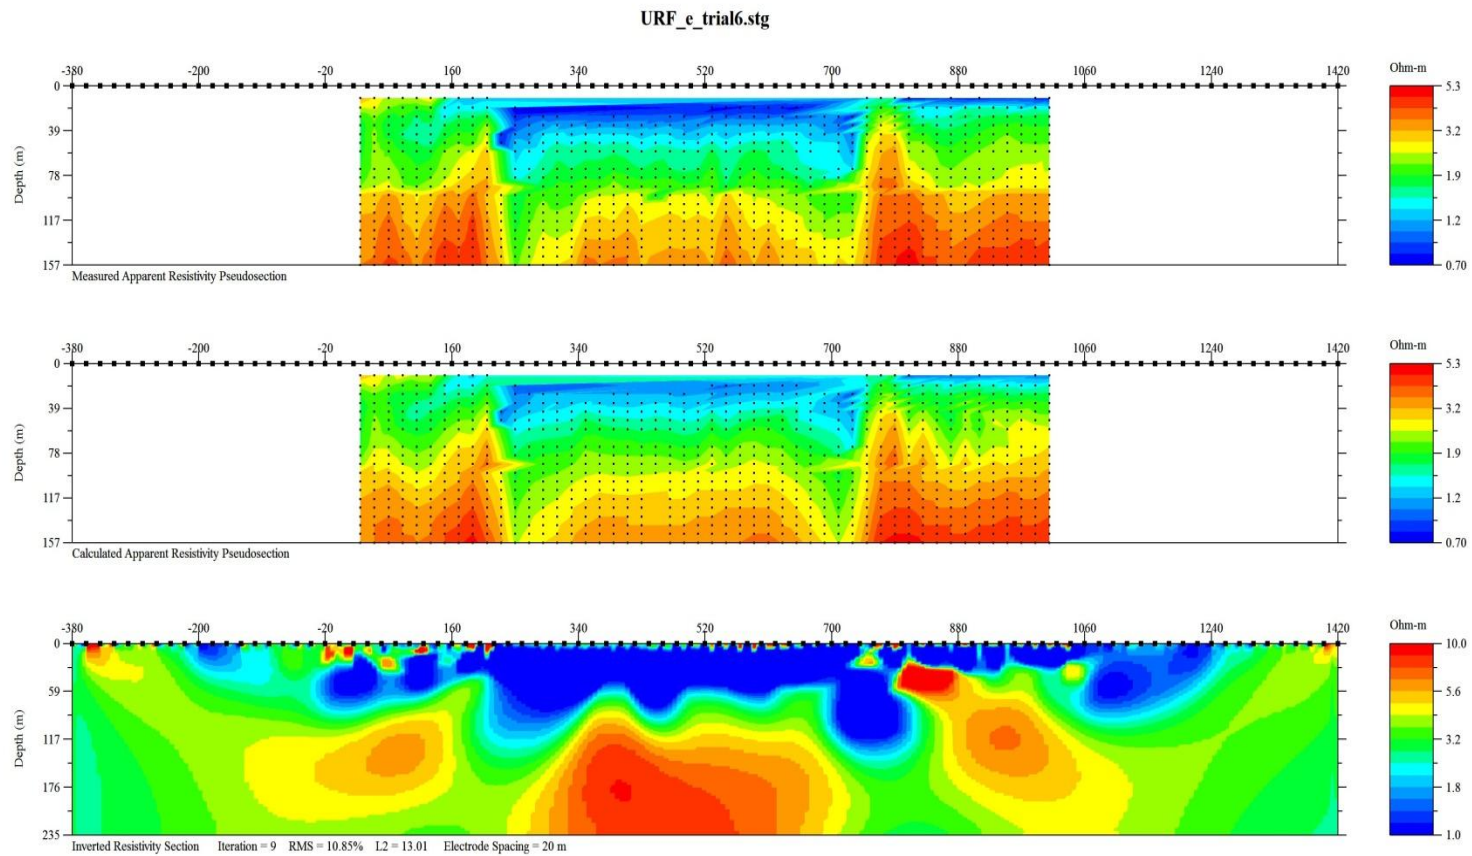 URF_e_trial6.stg
-380 -200 -20 160 340 520 700 880 1060 1240 1420
Ohm-m
Depth (m)
0
39
78
117
157
5.3
3.2
1.9
1.2
0.70
Measured Apparent Resistivity Pseudosection
-380 -200 -20 160 340 520 700 880 1060 1240 1420
Ohm-m
Depth (m)
0
39
78
117
157
5.3
3.2
1.9
1.2
0.70
Calculated Apparent Resistivity Pseudosection
-380 -200 -20 160 340 520 700 880 1060 1240 1420
Ohm-m
Depth (m)
0
59
117
176
235
10.0
5.6
3.2
1.8
1.0
Inverted Resistivity Section Iteration = 9 RMS = 10.85% L2 = 13.01 Electrode Spacing = 20 m